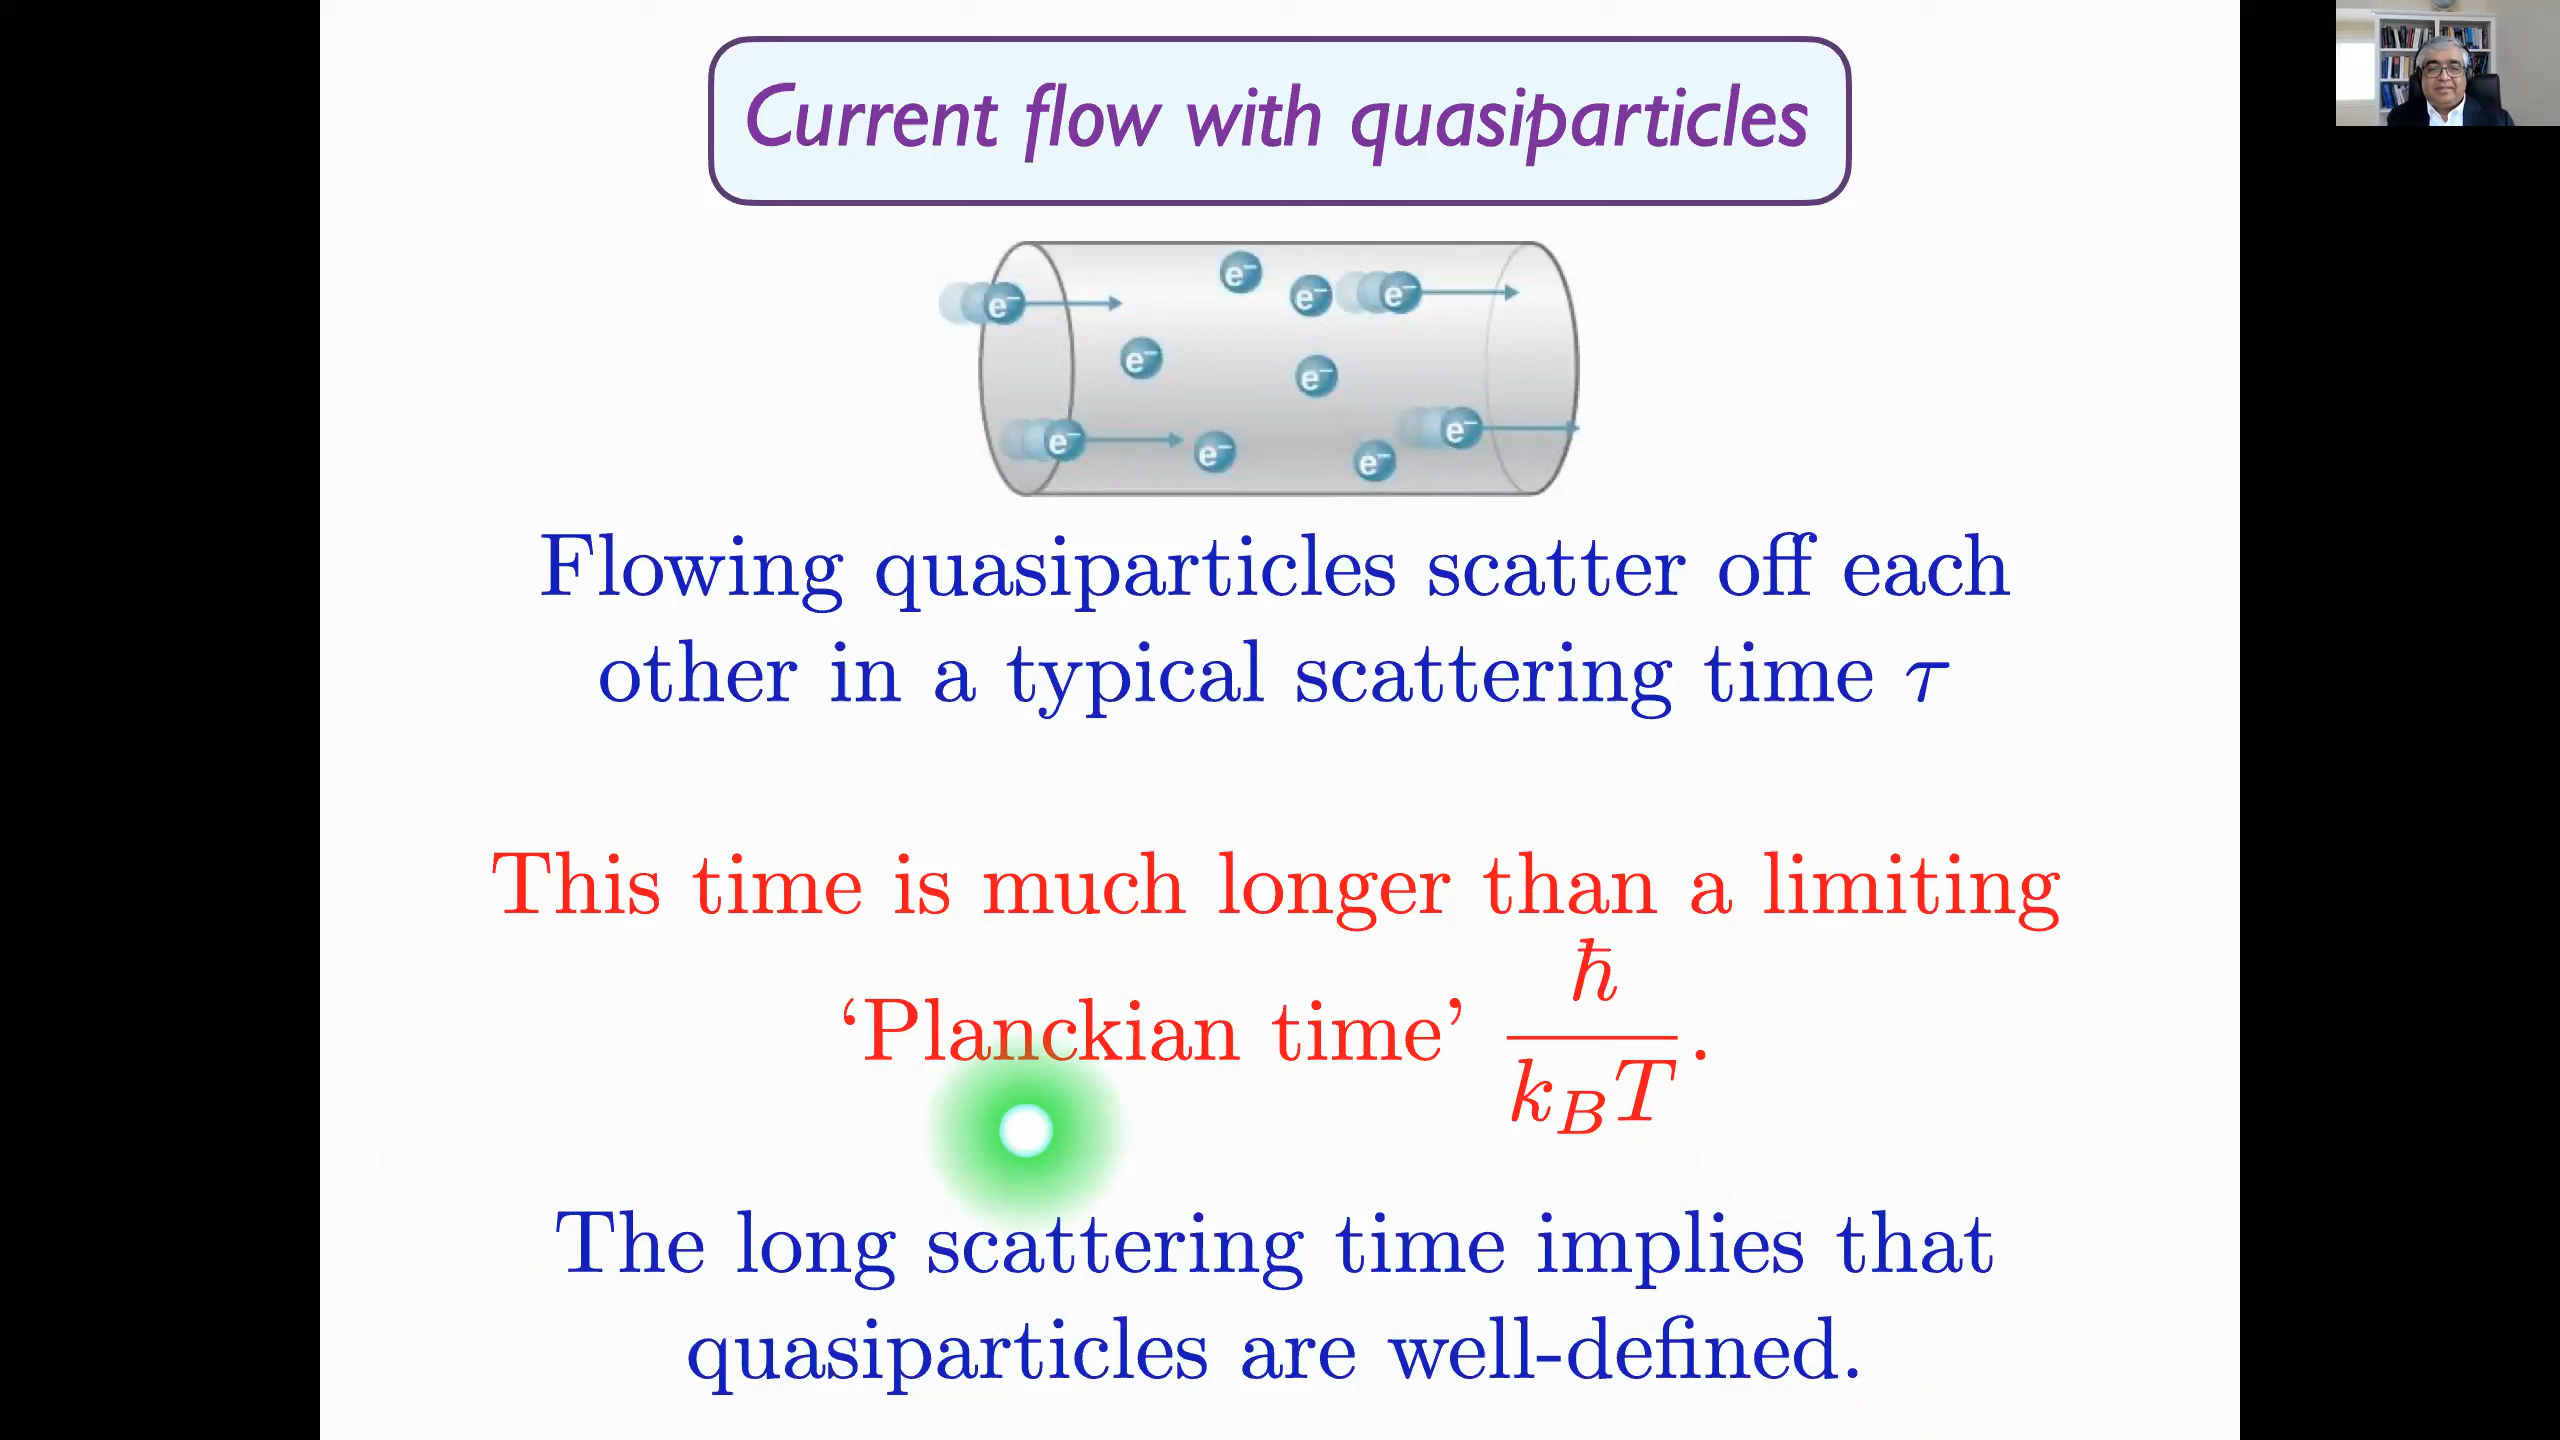 Current flow with quasiparticles
e⁻
e⁻ e⁻
e⁻
e⁻
e⁻
e⁻
e⁻
e⁻
e⁻
Flowing quasiparticles scatter off each
other in a typical scattering time τ
This time is much longer than a limiting
‘Planckian time’ ħ/(k_B T).
The long scattering time implies that
quasiparticles are well-defined.